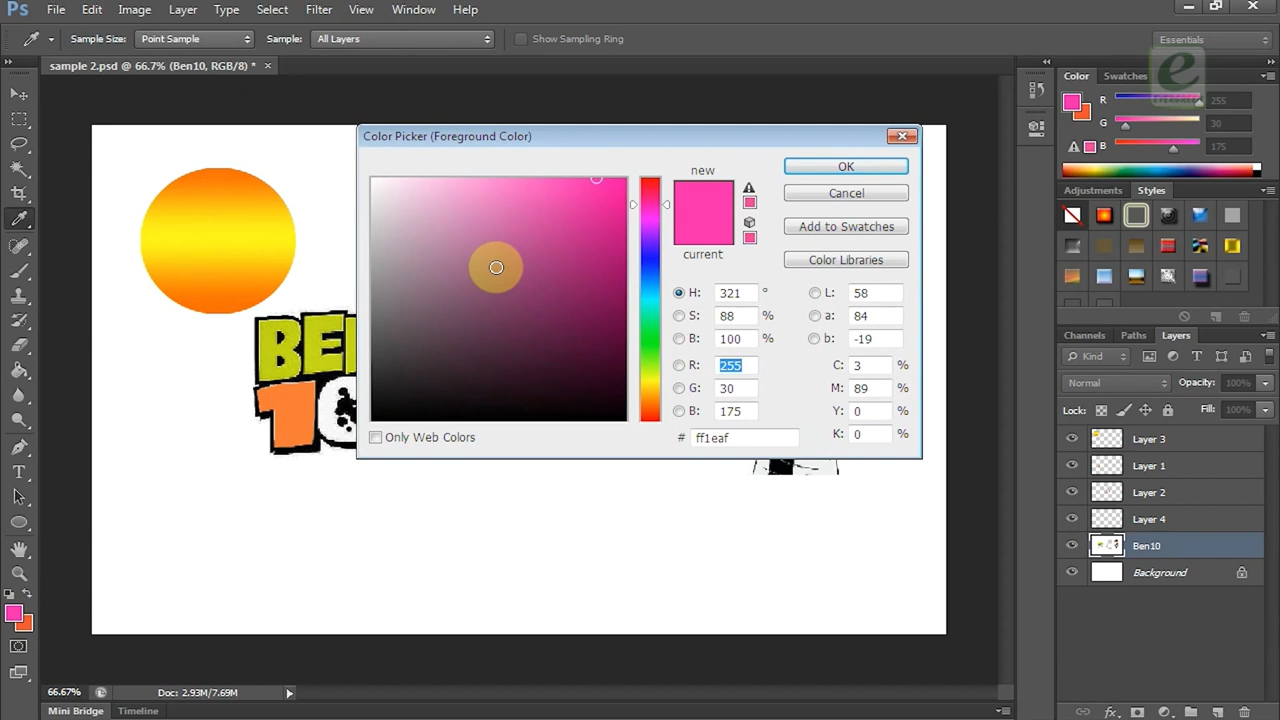 Ps File Edit Image Layer Type Select Filter View Window Help
Sample Size: Point Sample Sample: All Layers Show Sampling Ring Essentials
sample 2.psd @ 66.7% (Ben10, RGB/8) * ×
Color Swatches
e
EVERGREEN
R 255
G 30
B 175
Color Picker (Foreground Color)
new
current
OK
Cancel
Add to Swatches
Color Libraries
H: 321 °
S: 88 %
B: 100 %
R: 255
G: 30
B: 175
L: 58
a: 84
b: -19
C: 3 %
M: 89 %
Y: 0 %
K: 0 %
Only Web Colors
# ff1eaf
BE
10
Adjustments Styles
Channels Paths Layers
Kind
Normal Opacity: 100%
Lock: Fill: 100%
Layer 3
Layer 1
Layer 2
Layer 4
Ben10
Background
fx
66.67% Doc: 2.93M/7.69M
Mini Bridge Timeline